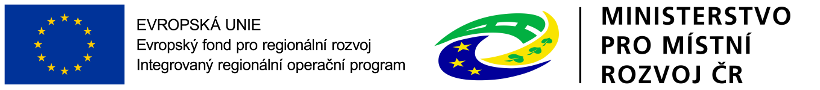 EVROPSKÁ UNIE
Evropský fond pro regionální rozvoj
Integrovaný regionální operační program
MINISTERSTVO
PRO MÍSTNÍ
ROZVOJ ČR